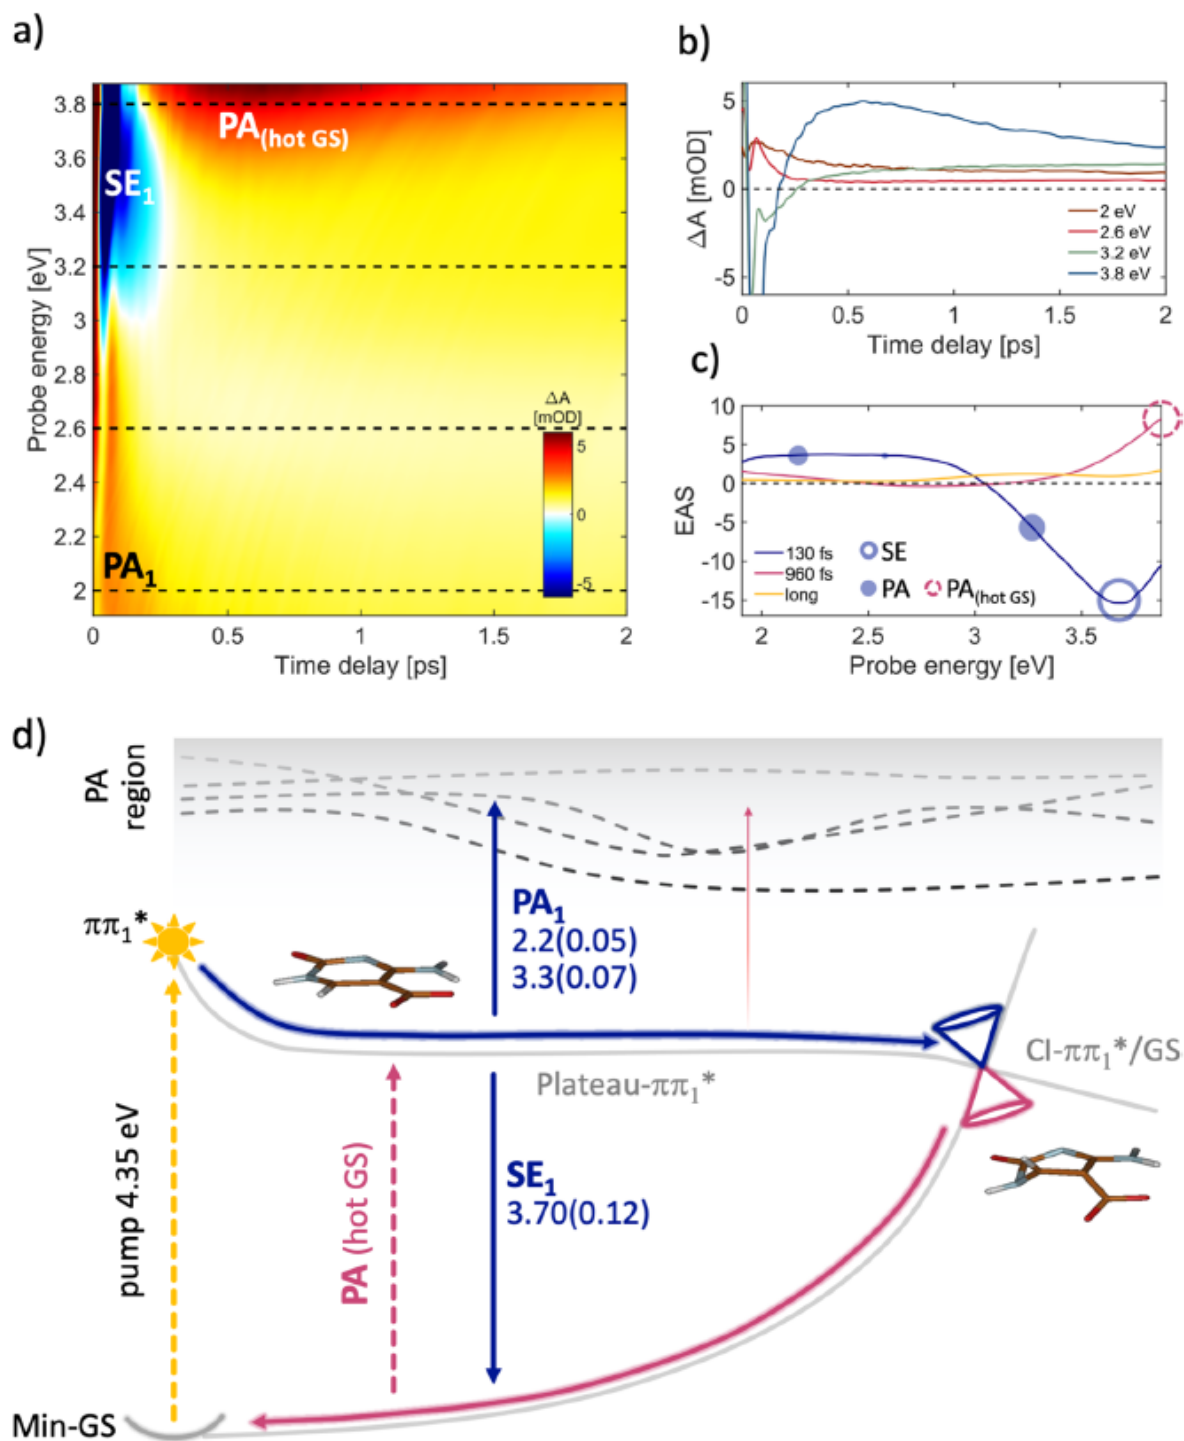 a)
3.8
3.6
3.4
3.2
3
2.8
2.6
2.4
2.2
2
Probe energy [eV]
PA(hot GS)
SE1
PA1
ΔA
[mOD]
5
0
-5
0
0.5
1
1.5
2
Time delay [ps]
b)
5
0
-5
ΔA [mOD]
2 eV
2.6 eV
3.2 eV
3.8 eV
0
0.5
1
1.5
2
Time delay [ps]
c)
10
5
0
-5
-10
-15
EAS
130 fs
960 fs
long
SE
PA
PA(hot GS)
2
2.5
3
3.5
Probe energy [eV]
d)
PA
region
ππ1*
PA1
2.2(0.05)
3.3(0.07)
Plateau-ππ1*
CI-ππ1*/GS
pump 4.35 eV
PA (hot GS)
SE1
3.70(0.12)
Min-GS